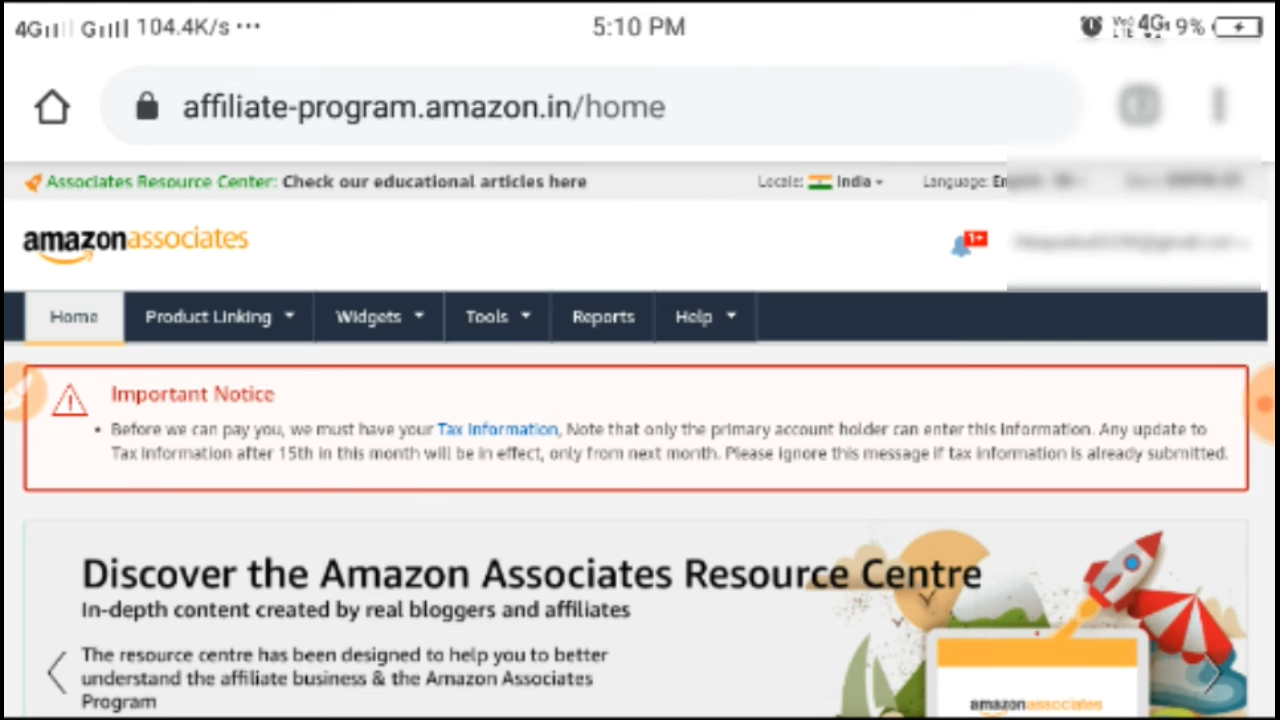 4G G 104.4K/s ••• 5:10 PM Vo) LTE 4G 9%
affiliate-program.amazon.in/home
Associates Resource Center: Check our educational articles here Locale: India Language:
amazonassociates 1+
Home Product Linking Widgets Tools Reports Help
Important Notice
• Before we can pay you, we must have your Tax Information, Note that only the primary account holder can enter this information. Any update to
Tax information after 15th in this month will be in effect, only from next month. Please ignore this message if tax information is already submitted.
Discover the Amazon Associates Resource Centre
In-depth content created by real bloggers and affiliates
The resource centre has been designed to help you to better
understand the affiliate business & the Amazon Associates
Program
amazonassociates